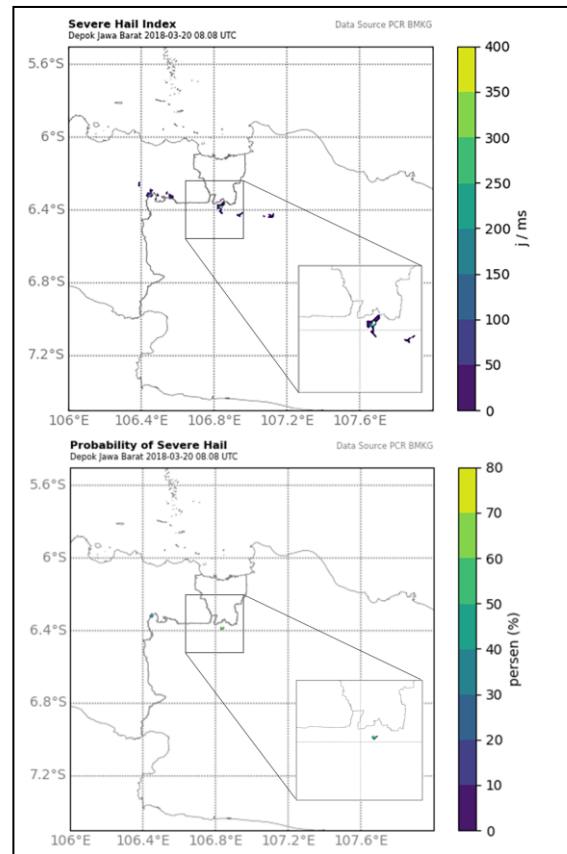 Severe Hail Index
Data Source PCR BMKG
Depok Jawa Barat 2018-03-20 08.08 UTC
5.6°S
6°S
6.4°S
6.8°S
7.2°S
106°E
106.4°E
106.8°E
107.2°E
107.6°E
400
350
300
250
200
150
100
50
0
j / ms
Probability of Severe Hail
Data Source PCR BMKG
Depok Jawa Barat 2018-03-20 08.08 UTC
5.6°S
6°S
6.4°S
6.8°S
7.2°S
106°E
106.4°E
106.8°E
107.2°E
107.6°E
80
70
60
50
40
30
20
10
0
persen (%)